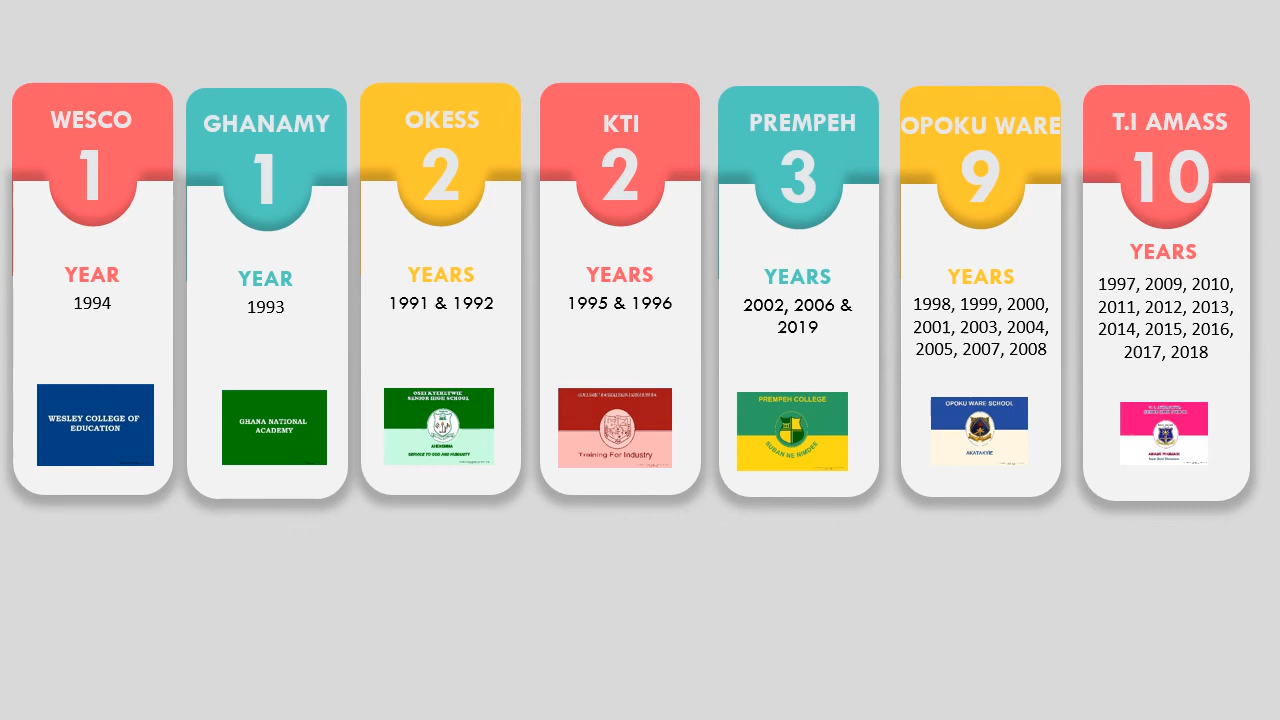 WESCO
1
YEAR
1994
WESLEY COLLEGE OF
EDUCATION
GHANAMY
1
YEAR
1993
GHANA NATIONAL
ACADEMY
OKESS
2
YEARS
1991 & 1992
OSEI KYERETWIE
SENIOR HIGH SCHOOL
SERVICE TO GOD AND HUMANITY
KTI
2
YEARS
1995 & 1996
Training For Industry
PREMPEH
3
YEARS
2002, 2006 &
2019
PREMPEH COLLEGE
SUBAN NE NIMDEE
OPOKU WARE
9
YEARS
1998, 1999, 2000,
2001, 2003, 2004,
2005, 2007, 2008
OPOKU WARE SCHOOL
AKATAKYIE
T.I AMASS
10
YEARS
1997, 2009, 2010,
2011, 2012, 2013,
2014, 2015, 2016,
2017, 2018